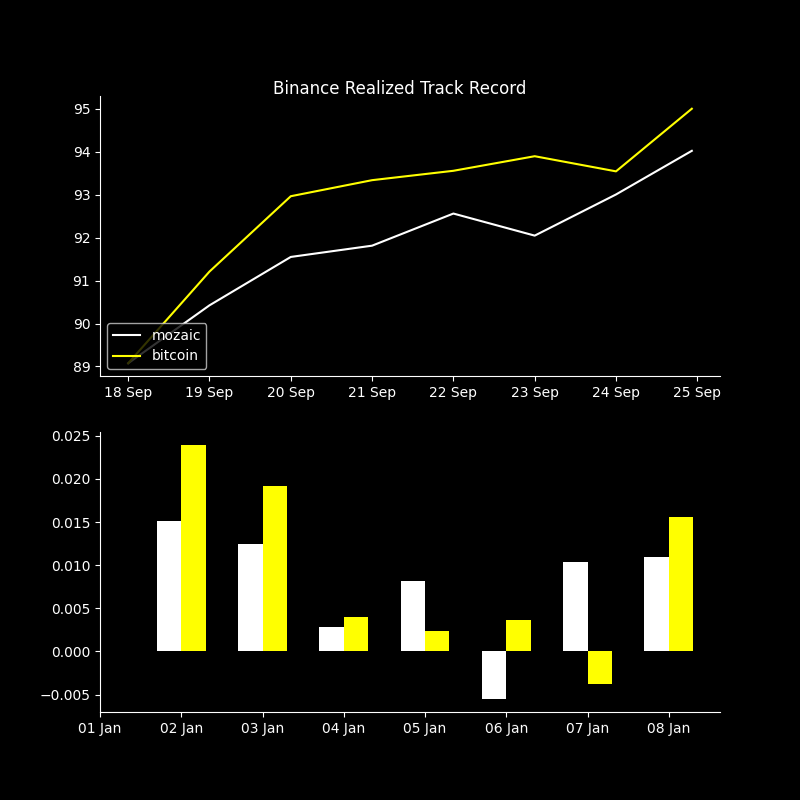 Binance Realized Track Record
95
94
93
92
91
90
89
mozaic
bitcoin
18 Sep 19 Sep 20 Sep 21 Sep 22 Sep 23 Sep 24 Sep 25 Sep
0.025
0.020
0.015
0.010
0.005
0.000
−0.005
01 Jan 02 Jan 03 Jan 04 Jan 05 Jan 06 Jan 07 Jan 08 Jan